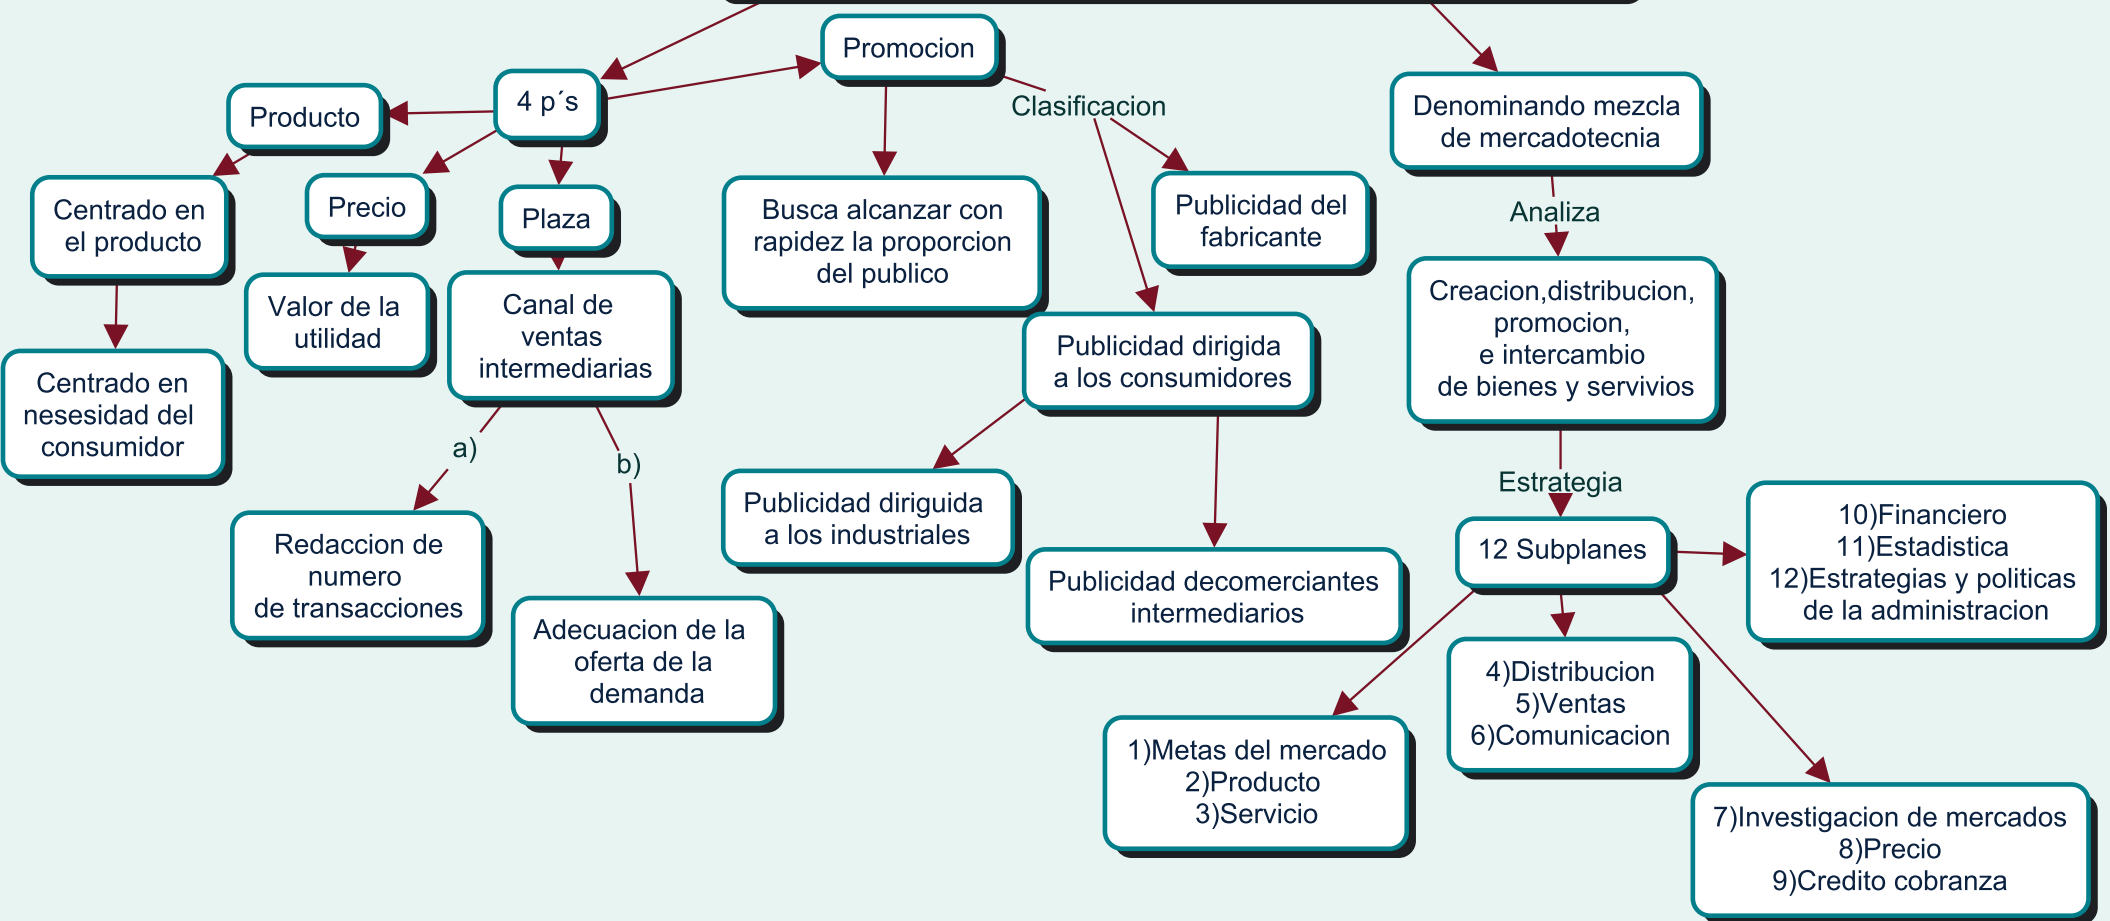 Promocion
4 p´s
Producto
Clasificacion
Denominando mezcla
de mercadotecnia
Centrado en
el producto
Precio
Plaza
Busca alcanzar con
rapidez la proporcion
del publico
Publicidad del
fabricante
Analiza
Valor de la
utilidad
Canal de
ventas
intermediarias
Creacion,distribucion,
promocion,
e intercambio
de bienes y servivios
Publicidad dirigida
a los consumidores
Centrado en
nesesidad del
consumidor
a)
b)
Estrategia
Publicidad diriguida
a los industriales
Redaccion de
numero
de transacciones
12 Subplanes
10)Financiero
11)Estadistica
12)Estrategias y politicas
de la administracion
Publicidad decomerciantes
intermediarios
Adecuacion de la
oferta de la
demanda
4)Distribucion
5)Ventas
6)Comunicacion
1)Metas del mercado
2)Producto
3)Servicio
7)Investigacion de mercados
8)Precio
9)Credito cobranza